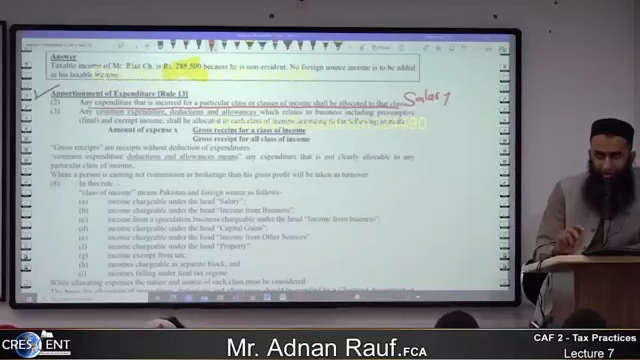 Answer
Taxable income of Mr. Riaz Ch. is Rs. 288,500 because he is non-resident. No foreign source income is to be added
in his taxable income.
Apportionment of Expenditure [Rule 13]
(2) Any expenditure that is incurred for a particular class or classes of income shall be allocated to that class.
Salary
(3) Any common expenditure, deductions and allowances which relates to business including presumptive
(final) and exempt income, shall be allocated to each class of income according to the following formula
Amount of expense x Gross receipt for a class of income
Gross receipt for all class of income
"Gross receipts" are receipts without deduction of expenditures
"common expenditure deductions and allowances means" any expenditure that is not clearly allocable to any
particular class of income.
Where a person is earning net commission or brokerage than his gross profit will be taken as turnover
(8) In this rule -
"class of income" means Pakistan and foreign source as follows-
(a) income chargeable under the head "Salary"
(b) income chargeable under the head "Income from Business"
(c) income from a speculation business chargeable under the head "Income from business";
(d) income chargeable under the head "Capital Gains";
(e) income chargeable under the head "Income from Other Sources"
(f) income chargeable under the head "Property"
(g) income exempt from tax.
(h) incomes chargeable as separate block, and
(i) incomes falling under final tax regime
While allocating expenses the nature and source of each class must be considered.
CRESCENT
Mr. Adnan Rauf.FCA
CAF 2 - Tax Practices
Lecture 7